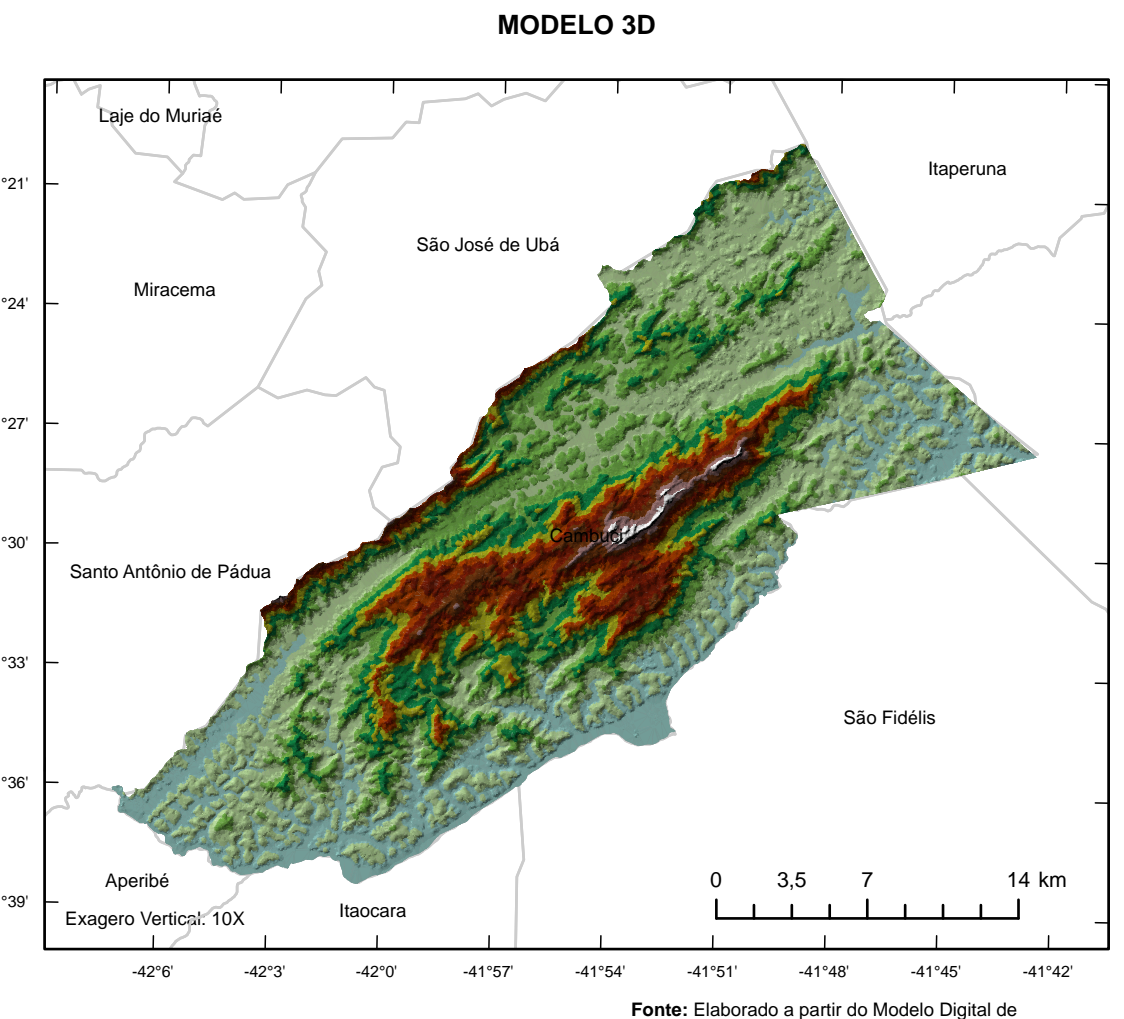 MODELO 3D
Laje do Muriaé
Itaperuna
°21'
São José de Ubá
Miracema
°24'
°27'
Cambuci
°30'
Santo Antônio de Pádua
°33'
São Fidélis
°36'
Aperibé
0 3,5 7 14 km
°39'
Itaocara
Exagero Vertical: 10X
-42°6' -42°3' -42°0' -41°57' -41°54' -41°51' -41°48' -41°45' -41°42'
Fonte: Elaborado a partir do Modelo Digital de